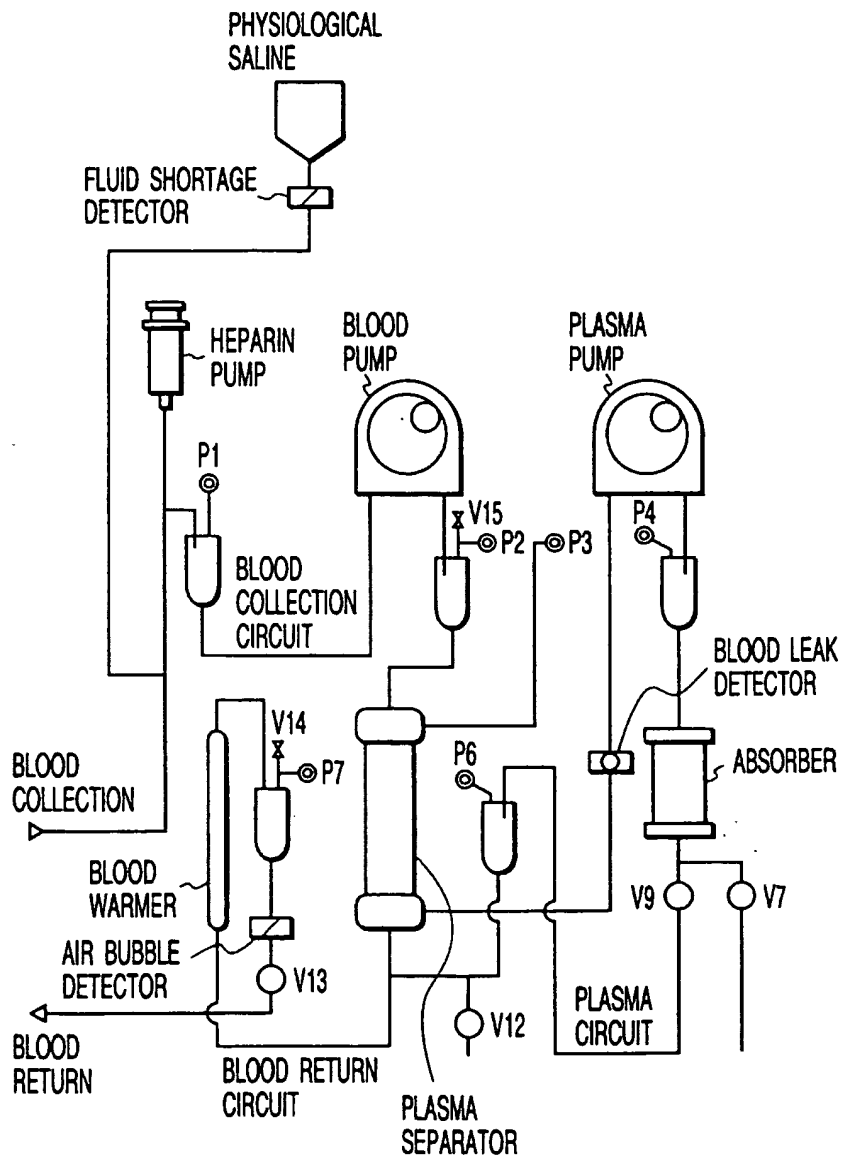 PHYSIOLOGICAL
SALINE
FLUID SHORTAGE
DETECTOR
HEPARIN
PUMP
BLOOD
PUMP
PLASMA
PUMP
P1
V15
P2
P3
P4
BLOOD
COLLECTION
CIRCUIT
BLOOD LEAK
DETECTOR
V14
P7
P6
ABSORBER
BLOOD
COLLECTION
BLOOD
WARMER
V9
V7
AIR BUBBLE
DETECTOR
V13
V12
PLASMA
CIRCUIT
BLOOD
RETURN
BLOOD RETURN
CIRCUIT
PLASMA
SEPARATOR